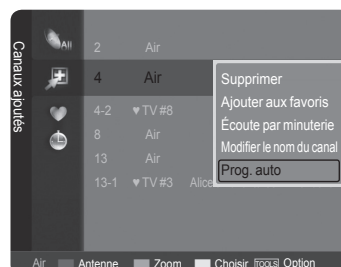 Canaux ajoutés
All
2 Air
4 Air
4-2 ♥ TV #8
8 Air
13 Air
13-1 ♥ TV #3 Alice
Supprimer
Ajouter aux favoris
Écoute par minuterie
Modifier le nom du canal
Prog. auto
Air Antenne Zoom Choisir TOOLS Option